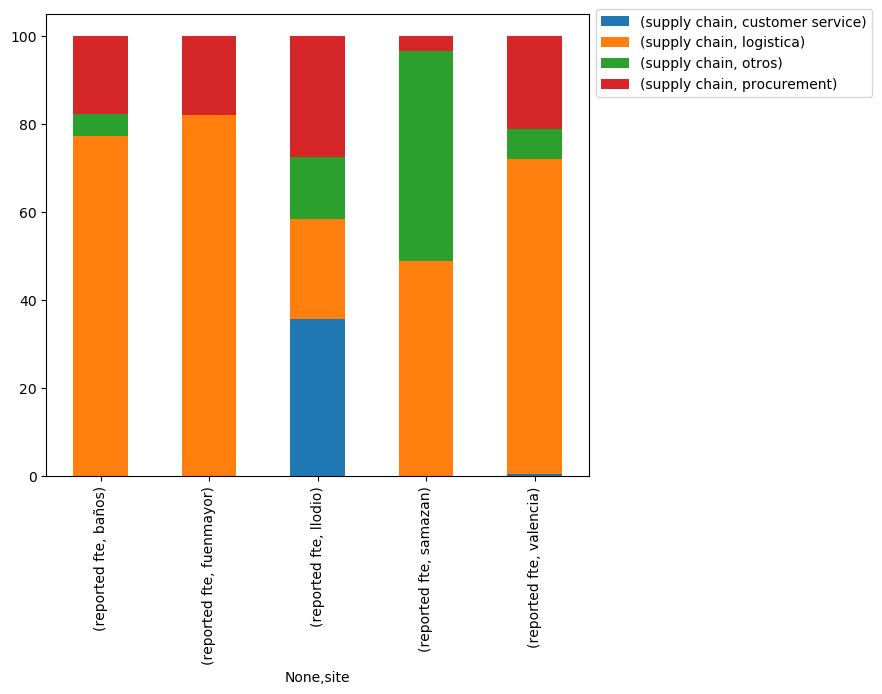 (supply chain, customer service)
(supply chain, logistica)
(supply chain, otros)
(supply chain, procurement)
100
80
60
40
20
0
(reported fte, baños)
(reported fte, fuenmayor)
(reported fte, llodio)
(reported fte, samazan)
(reported fte, valencia)
None,site